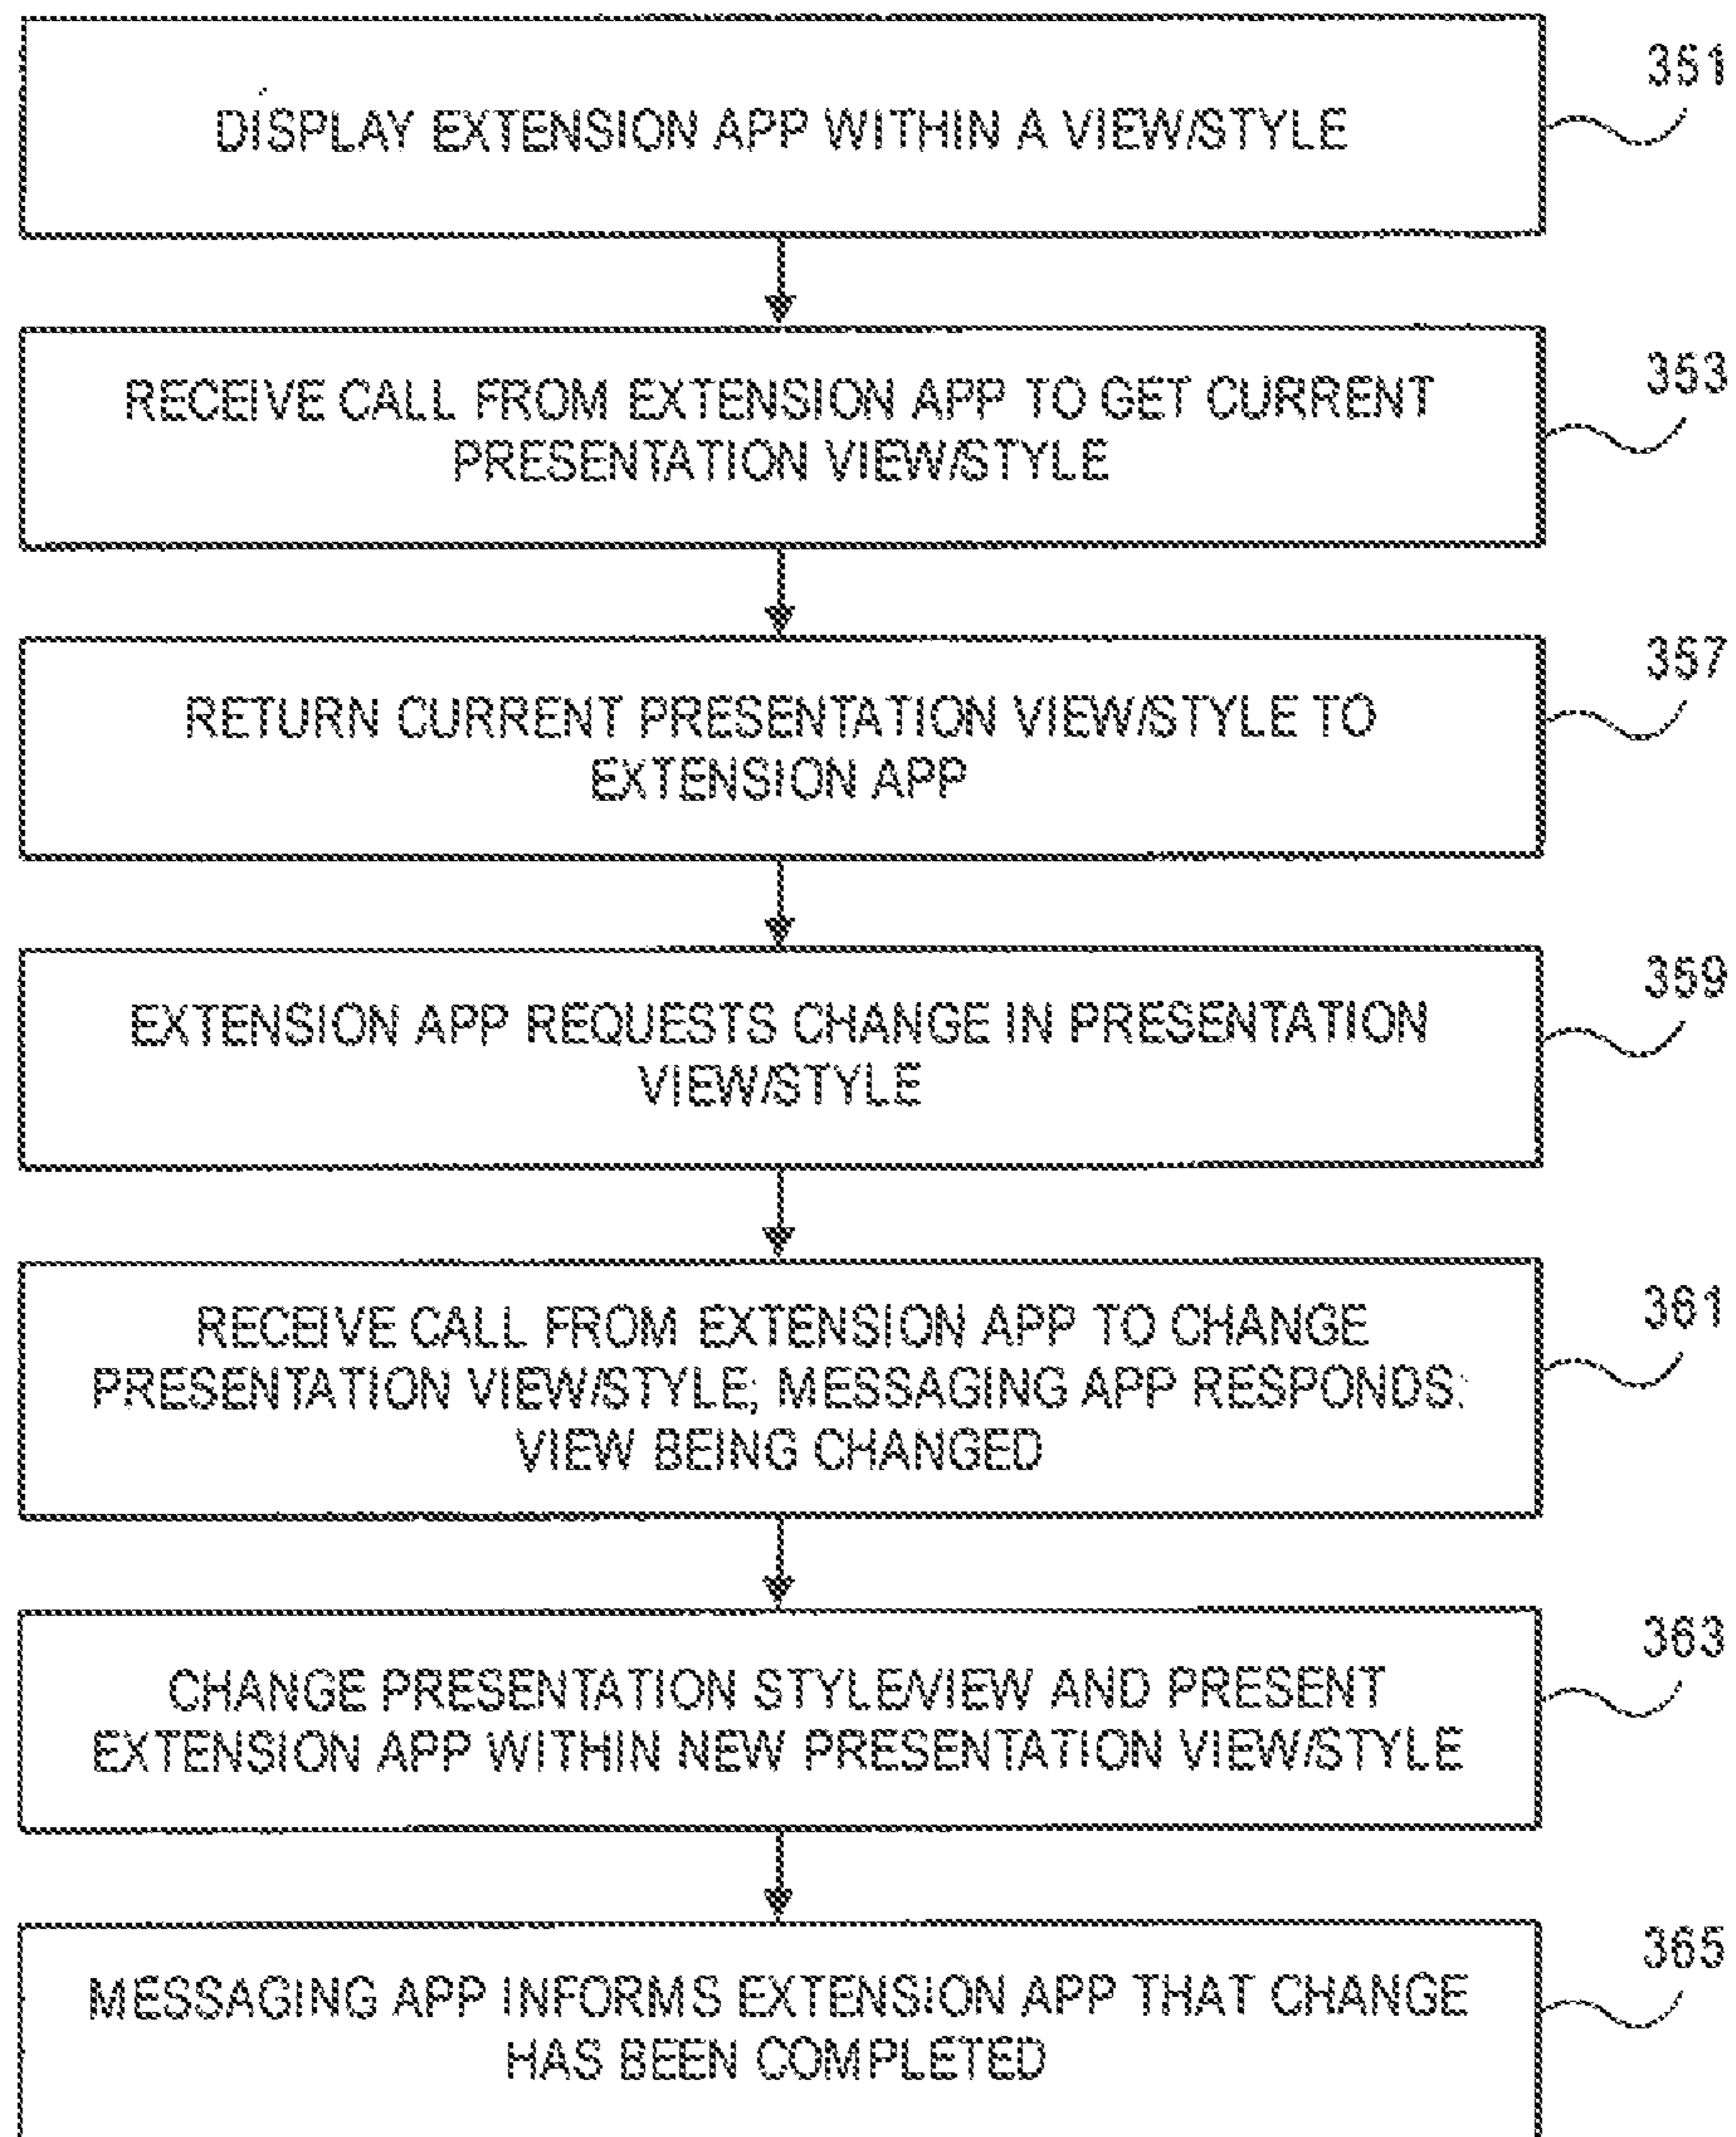 DISPLAY EXTENSION APP WITHIN A VIEW/STYLE
351
RECEIVE CALL FROM EXTENSION APP TO GET CURRENT
PRESENTATION VIEW/STYLE
353
RETURN CURRENT PRESENTATION VIEW/STYLE TO
EXTENSION APP
357
EXTENSION APP REQUESTS CHANGE IN PRESENTATION
VIEW/STYLE
359
RECEIVE CALL FROM EXTENSION APP TO CHANGE
PRESENTATION VIEW/STYLE; MESSAGING APP RESPONDS:
VIEW BEING CHANGED
361
CHANGE PRESENTATION STYLE/VIEW AND PRESENT
EXTENSION APP WITHIN NEW PRESENTATION VIEW/STYLE
363
MESSAGING APP INFORMS EXTENSION APP THAT CHANGE
HAS BEEN COMPLETED
365